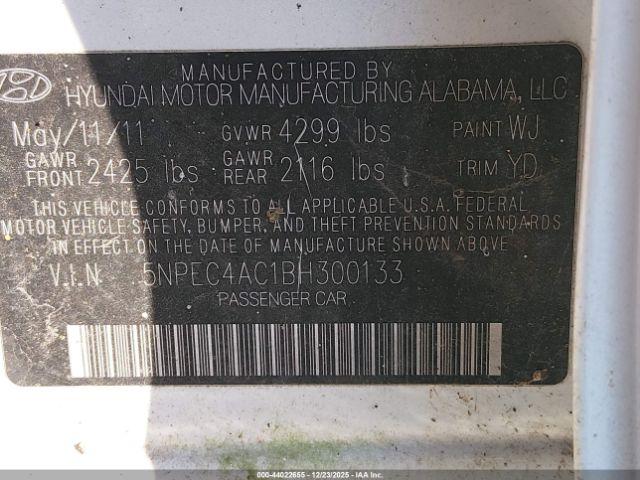 MANUFACTURED BY
HYUNDAI MOTOR MANUFACTURING ALABAMA, LLC
May/11/11 GVWR 4299 lbs PAINT WJ
GAWR FRONT 2425 lbs GAWR REAR 2116 lbs TRIM YD
THIS VEHICLE CONFORMS TO ALL APPLICABLE U.S.A. FEDERAL
MOTOR VEHICLE SAFETY, BUMPER, AND THEFT PREVENTION STANDARDS
IN EFFECT ON THE DATE OF MANUFACTURE SHOWN ABOVE
V.I.N 5NPEC4AC1BH300133
PASSENGER CAR
000-44022655 - 12/23/2025 - IAAI.COM